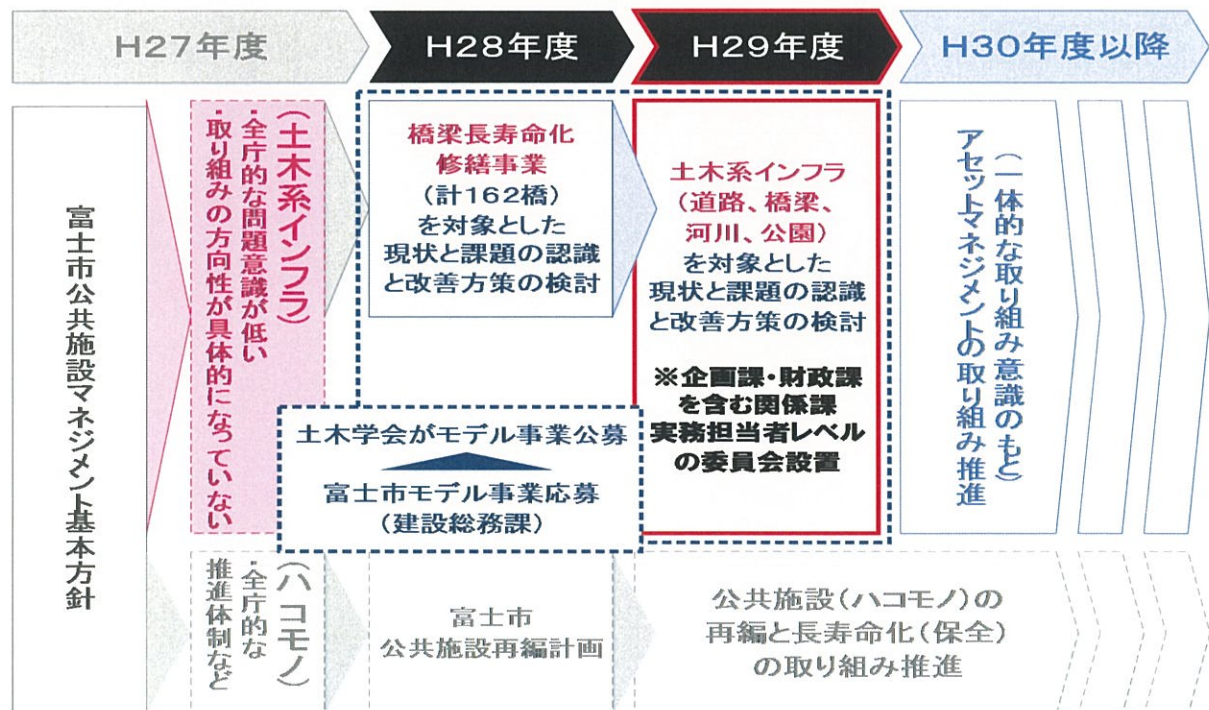 H27年度
H28年度
H29年度
H30年度以降
富士市公共施設マネジメント基本方針
(土木系インフラ)
・全庁的な問題意識が低い
・取り組みの方向性が具体的になっていない
橋梁長寿命化
修繕事業
(計162橋)
を対象とした
現状と課題の認識
と改善方策の検討
土木学会がモデル事業公募
富士市モデル事業応募
(建設総務課)
土木系インフラ
(道路、橋梁、
河川、公園)
を対象とした
現状と課題の認識
と改善方策の検討
※企画課・財政課
を含む関係課
実務担当者レベル
の委員会設置
(一体的な取り組み意識のもと)
アセットマネジメントの取り組み推進
(ハコモノ)
・全庁的な
推進体制など
富士市
公共施設再編計画
公共施設(ハコモノ)の
再編と長寿命化(保全)
の取り組み推進